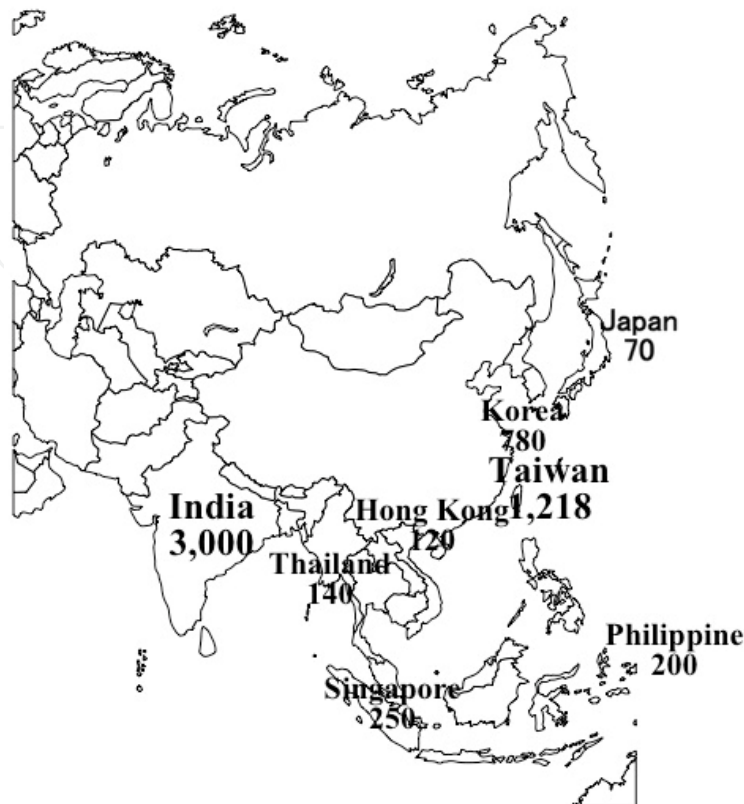 Japan
70
Korea
780
Taiwan
1,218
India
3,000
Hong Kong
120
Thailand
140
Philippine
200
Singapore
250